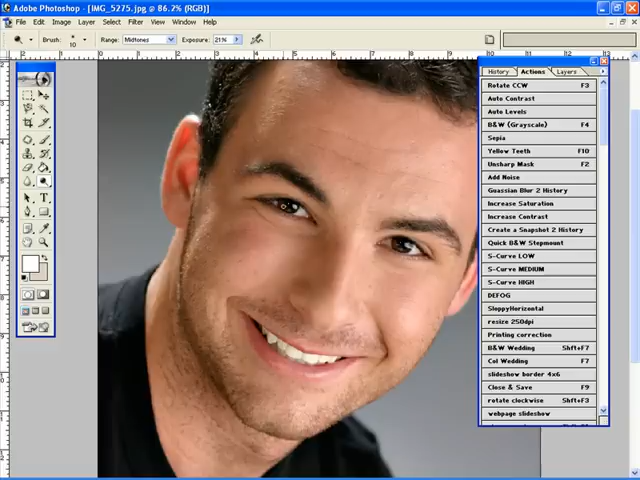 Adobe Photoshop - [IMG_5275.jpg @ 86.2% (RGB)]
File Edit Image Layer Select Filter View Window Help
Brush: 10 Range: Midtones Exposure: 21%
History Actions Layers
Rotate CCW F3
Auto Contrast
Auto Levels
B&W (Grayscale) F4
Sepia
Yellow Teeth F10
Unsharp Mask F2
Add Noise
Guassian Blur 2 History
Increase Saturation
Increase Contrast
Create a Snapshot 2 History
Quick B&W Stepmount
S-Curve LOW
S-Curve MEDIUM
S-Curve HIGH
DEFOG
SloppyHorizontal
resize 250dpi
Printing correction
B&W Wedding Shft+F7
Col Wedding F7
slideshow border 4x6
Close & Save F9
rotate clockwise Shft+F3
webpage slideshow